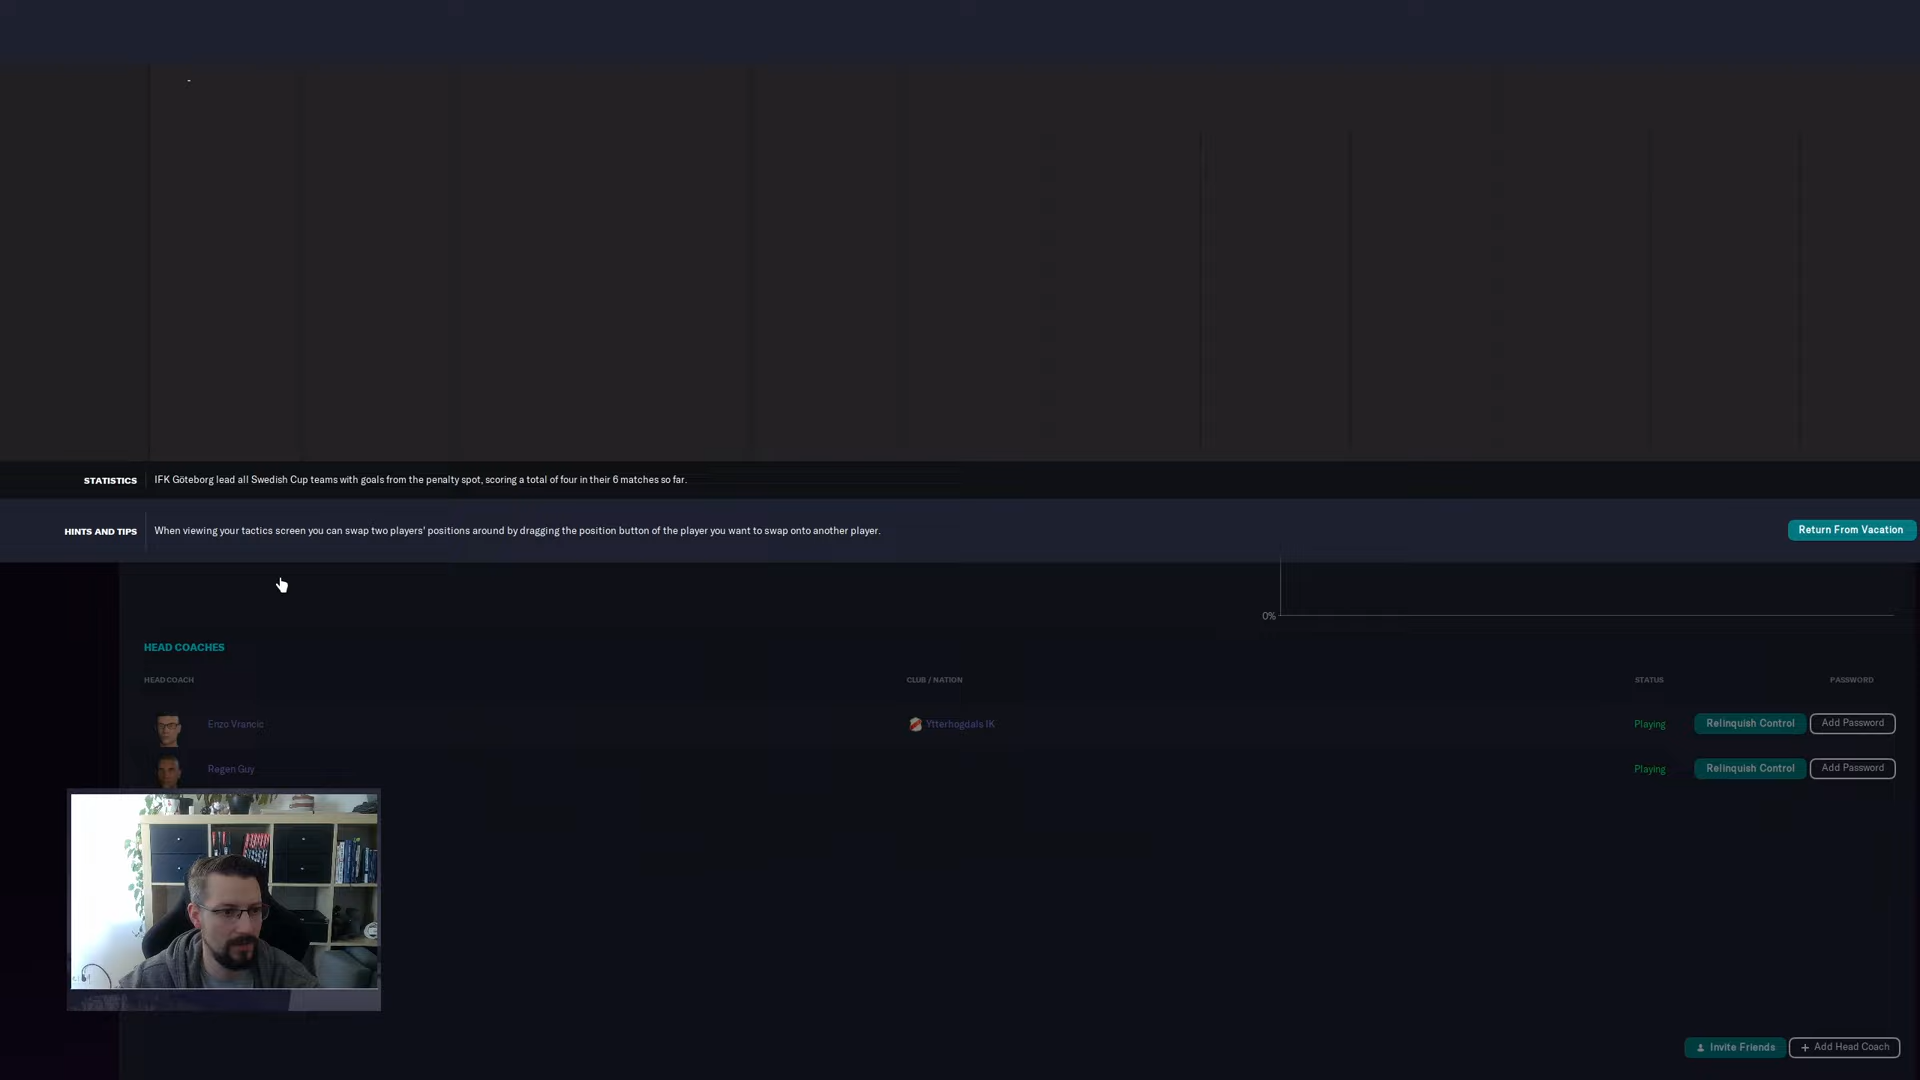 -
STATISTICS
IFK Göteborg lead all Swedish Cup teams with goals from the penalty spot, scoring a total of four in their 6 matches so far.
HINTS AND TIPS
When viewing your tactics screen you can swap two players' positions around by dragging the position button of the player you want to swap onto another player.
Return From Vacation
0%
HEAD COACHES
HEAD COACH CLUB / NATION STATUS PASSWORD
Enzo Vrancic Ytterhogdals IK Playing Relinquish Control Add Password
Regen Guy Playing Relinquish Control Add Password
Invite Friends + Add Head Coach